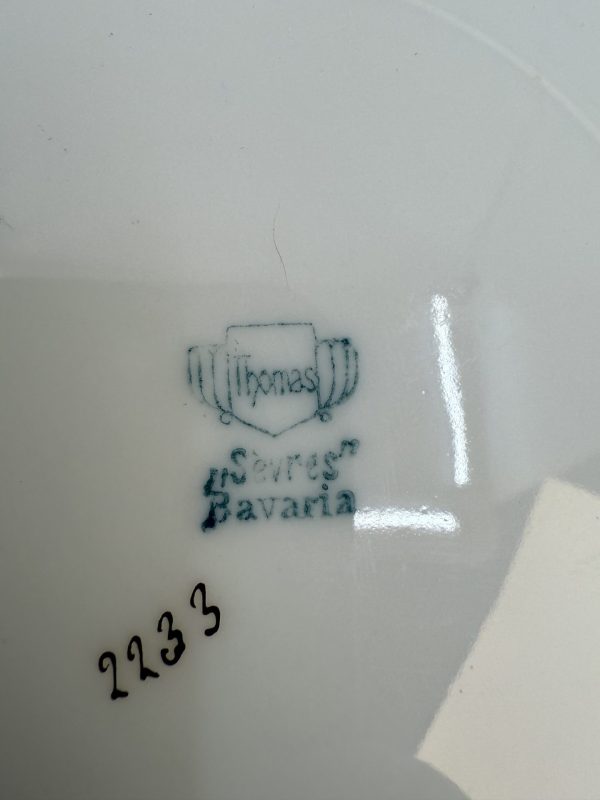 Thomas
"Sèvres"
Bavaria
2233